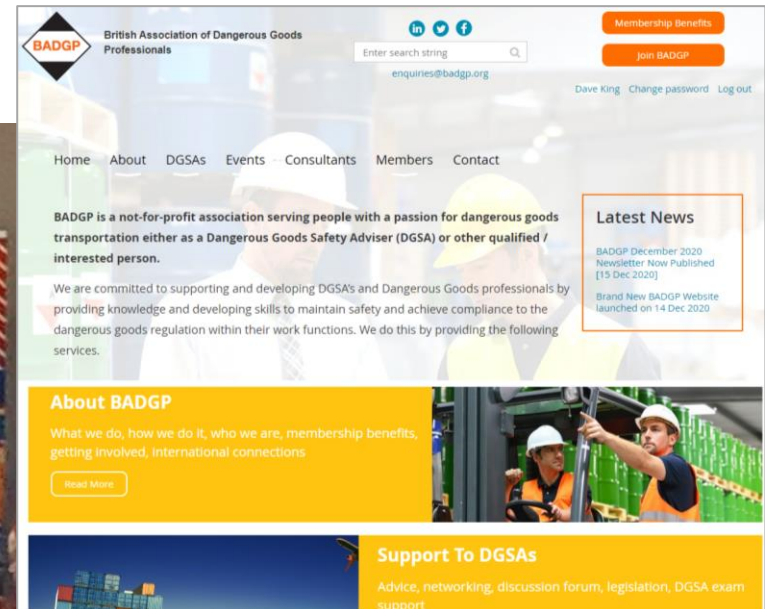 BADGP
British Association of Dangerous Goods
Professionals
Enter search string
enquiries@badgp.org
Membership Benefits
Join BADGP
Dave King Change password Log out
Home About DGSAs Events Consultants Members Contact
BADGP is a not-for-profit association serving people with a passion for dangerous goods
transportation either as a Dangerous Goods Safety Adviser (DGSA) or other qualified /
interested person.
We are committed to supporting and developing DGSA's and Dangerous Goods professionals by
providing knowledge and developing skills to maintain safety and achieve compliance to the
dangerous goods regulation within their work functions. We do this by providing the following
services.
Latest News
BADGP December 2020
Newsletter Now Published
[15 Dec 2020]
Brand New BADGP Website
launched on 14 Dec 2020
About BADGP
What we do, how we do it, who we are, membership benefits,
getting involved, international connections
Read More
Support To DGSAs
Advice, networking, discussion forum, legislation, DGSA exam
support